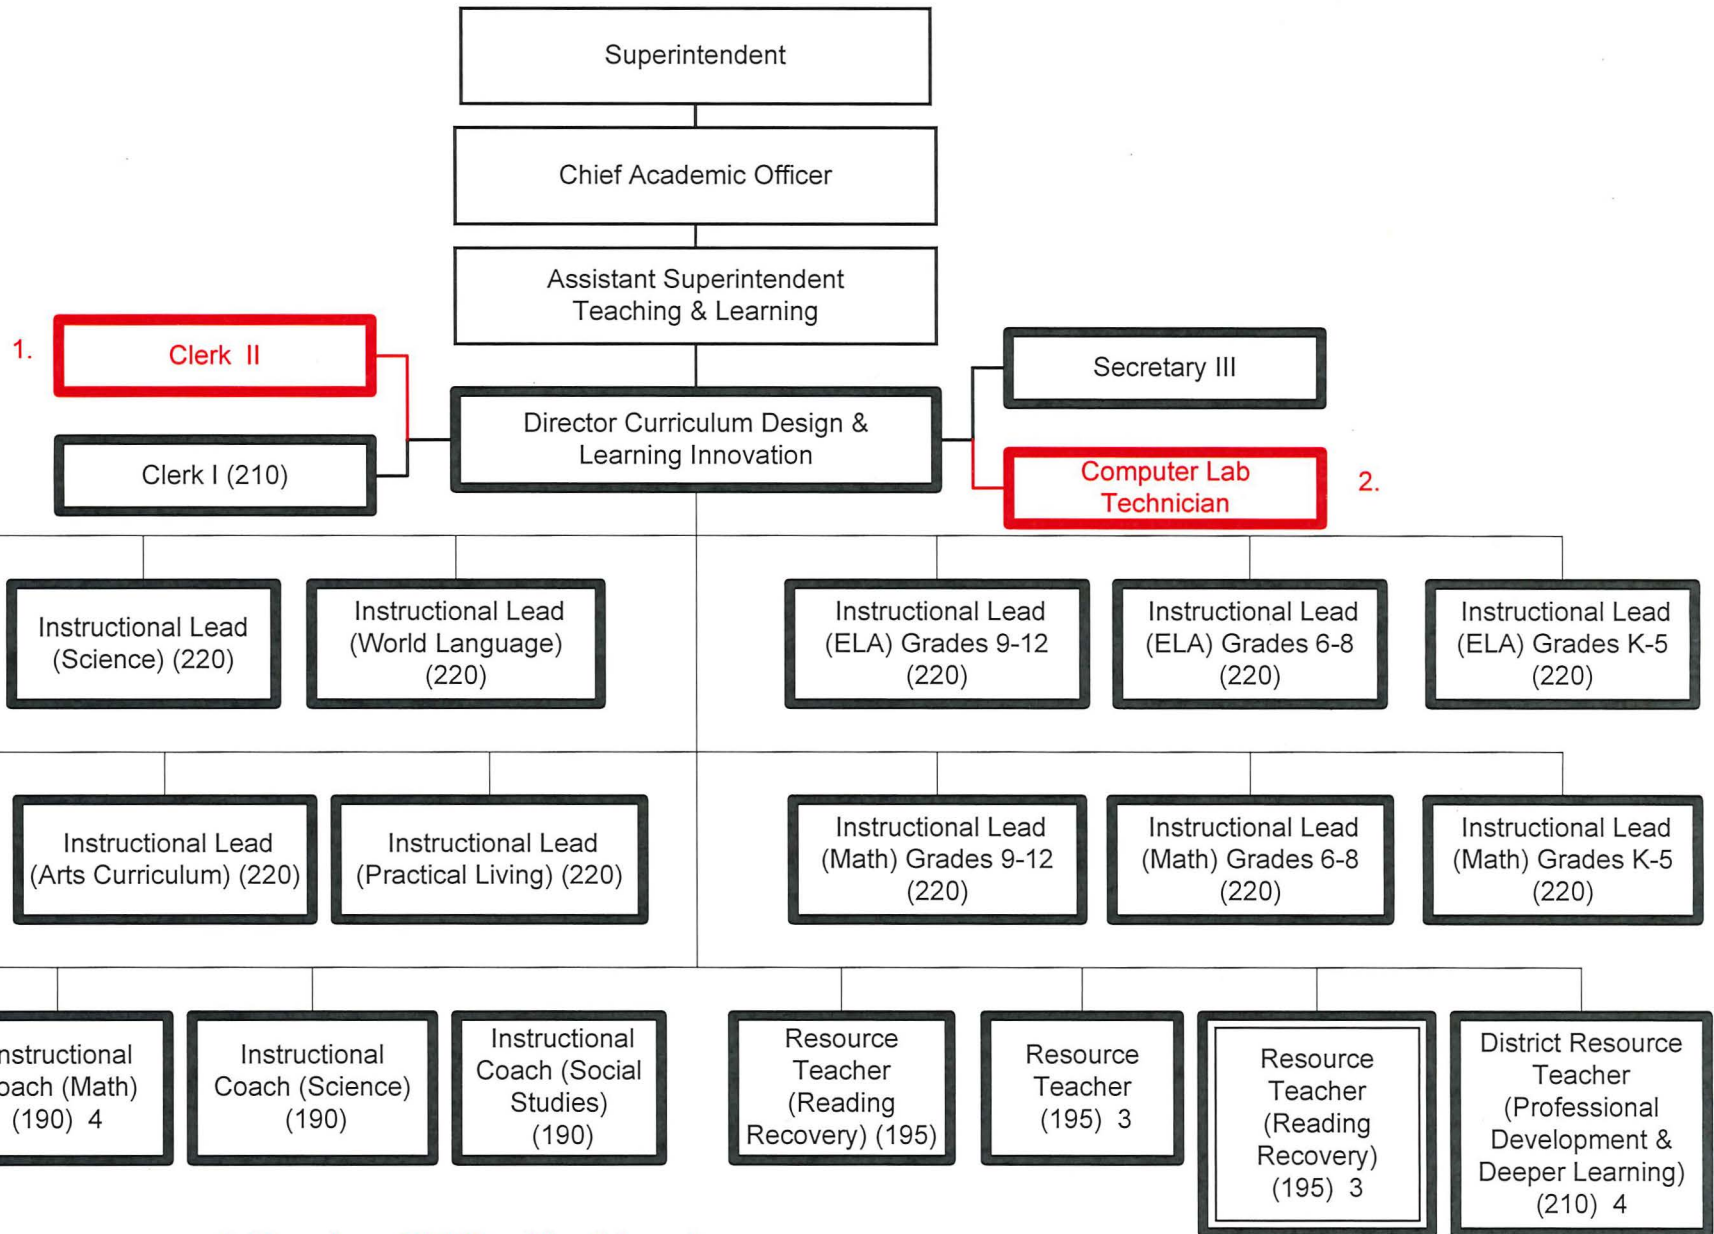 Superintendent
Chief Academic Officer
Assistant Superintendent
Teaching & Learning
1.
Clerk II
Secretary III
Director Curriculum Design &
Learning Innovation
Clerk I (210)
Computer Lab
Technician
2.
Instructional Lead
(Science) (220)
Instructional Lead
(World Language)
(220)
Instructional Lead
(ELA) Grades 9-12
(220)
Instructional Lead
(ELA) Grades 6-8
(220)
Instructional Lead
(ELA) Grades K-5
(220)
Instructional Lead
(Arts Curriculum) (220)
Instructional Lead
(Practical Living) (220)
Instructional Lead
(Math) Grades 9-12
(220)
Instructional Lead
(Math) Grades 6-8
(220)
Instructional Lead
(Math) Grades K-5
(220)
nstructional
oach (Math)
(190) 4
Instructional
Coach (Science)
(190)
Instructional
Coach (Social
Studies)
(190)
Resource
Teacher
(Reading
Recovery) (195)
Resource
Teacher
(195) 3
Resource
Teacher
(Reading
Recovery)
(195) 3
District Resource
Teacher
(Professional
Development &
Deeper Learning)
(210) 4